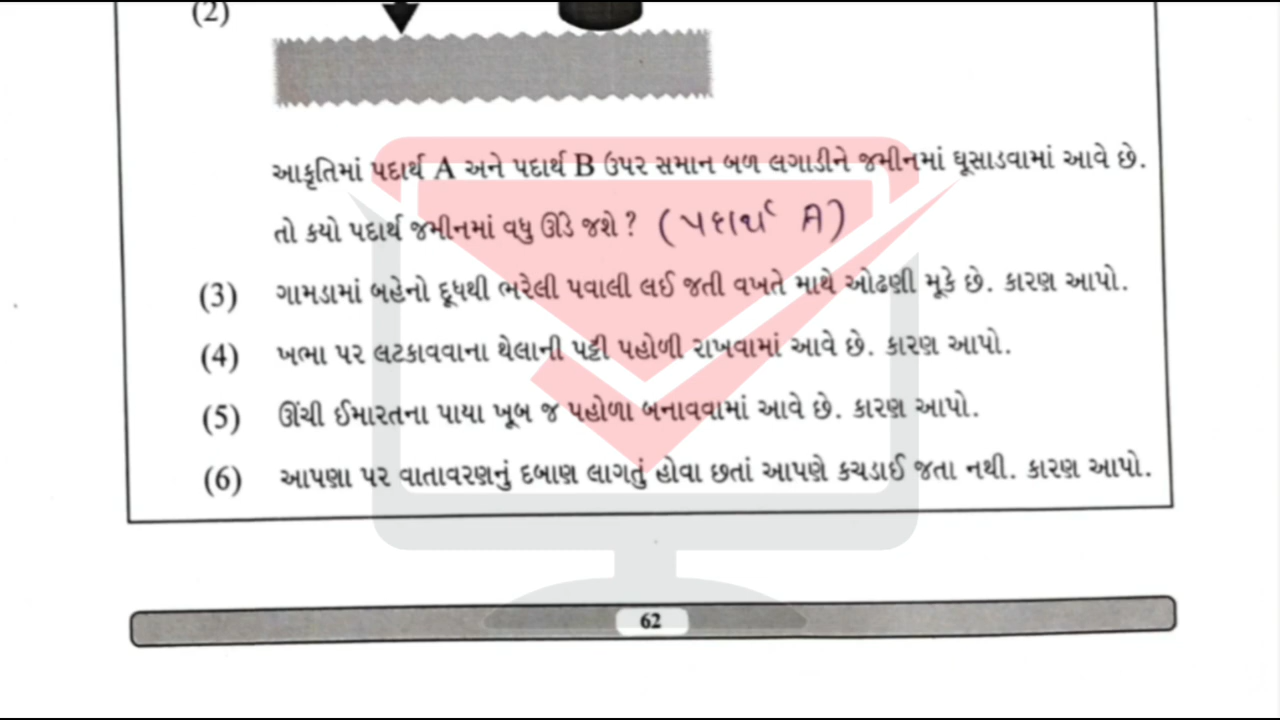 (2)
આકૃતિમાં પદાર્થ A અને પદાર્થ B ઉપર સમાન બળ લગાડીને જમીનમાં ઘૂસાડવામાં આવે છે.
તો કયો પદાર્થ જમીનમાં વધુ ઊંડે જશે ? (પદાર્થ A)
(3) ગામડામાં બહેનો દૂધથી ભરેલી પવાલી લઈ જતી વખતે માથે ઓઢણી મૂકે છે. કારણ આપો.
(4) ખભા પર લટકાવવાના થેલાની પટ્ટી પહોળી રાખવામાં આવે છે. કારણ આપો.
(5) ઊંચી ઈમારતના પાયા ખૂબ જ પહોળા બનાવવામાં આવે છે. કારણ આપો.
(6) આપણા પર વાતાવરણનું દબાણ લાગતું હોવા છતાં આપણે કચડાઈ જતા નથી. કારણ આપો.
62